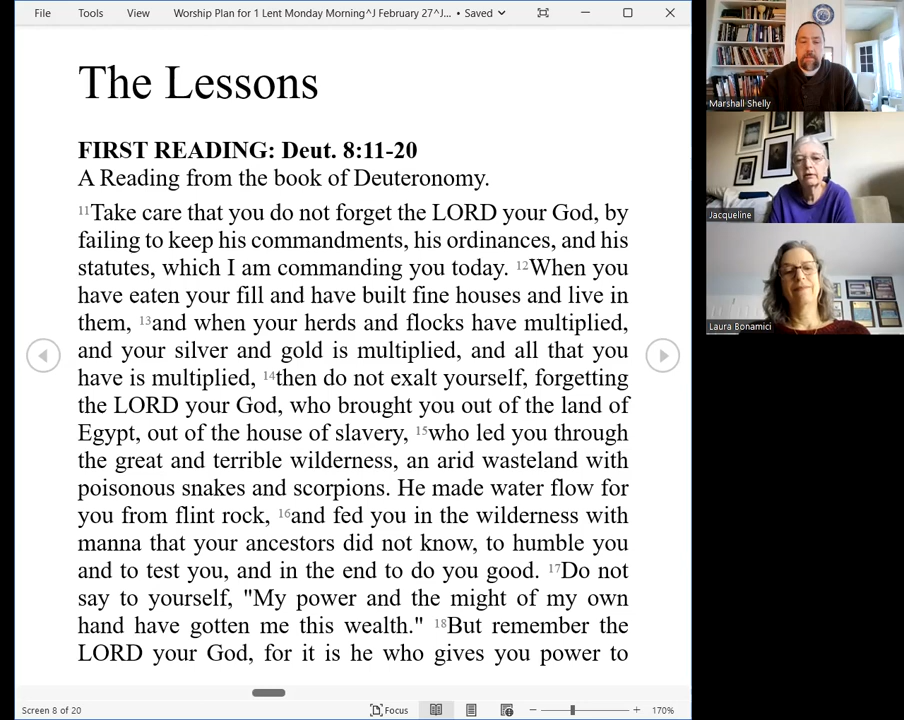 File Tools View Worship Plan for 1 Lent Monday Morning^J February 27^J... • Saved
The Lessons
FIRST READING: Deut. 8:11-20
A Reading from the book of Deuteronomy.
11Take care that you do not forget the LORD your God, by
failing to keep his commandments, his ordinances, and his
statutes, which I am commanding you today. 12When you
have eaten your fill and have built fine houses and live in
them, 13and when your herds and flocks have multiplied,
and your silver and gold is multiplied, and all that you
have is multiplied, 14then do not exalt yourself, forgetting
the LORD your God, who brought you out of the land of
Egypt, out of the house of slavery, 15who led you through
the great and terrible wilderness, an arid wasteland with
poisonous snakes and scorpions. He made water flow for
you from flint rock, 16and fed you in the wilderness with
manna that your ancestors did not know, to humble you
and to test you, and in the end to do you good. 17Do not
say to yourself, "My power and the might of my own
hand have gotten me this wealth." 18But remember the
LORD your God, for it is he who gives you power to
Screen 8 of 20 Focus 170%
Marshall Shelly
Jacqueline
Laura Bonamici